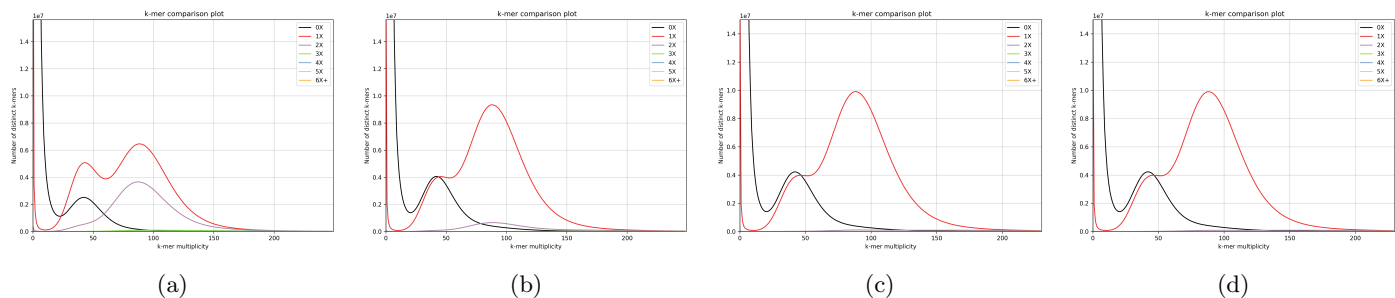 k-mer comparison plot
1e7
Number of distinct k-mers
1.4
1.2
1.0
0.8
0.6
0.4
0.2
0.0
0 50 100 150 200
k-mer multiplicity
0X
1X
2X
3X
4X
5X
6X+
(a)
k-mer comparison plot
1e7
Number of distinct k-mers
1.4
1.2
1.0
0.8
0.6
0.4
0.2
0.0
0 50 100 150 200
k-mer multiplicity
0X
1X
2X
3X
4X
5X
6X+
(b)
k-mer comparison plot
1e7
Number of distinct k-mers
1.4
1.2
1.0
0.8
0.6
0.4
0.2
0.0
0 50 100 150 200
k-mer multiplicity
0X
1X
2X
3X
4X
5X
6X+
(c)
k-mer comparison plot
1e7
Number of distinct k-mers
1.4
1.2
1.0
0.8
0.6
0.4
0.2
0.0
0 50 100 150 200
k-mer multiplicity
0X
1X
2X
3X
4X
5X
6X+
(d)